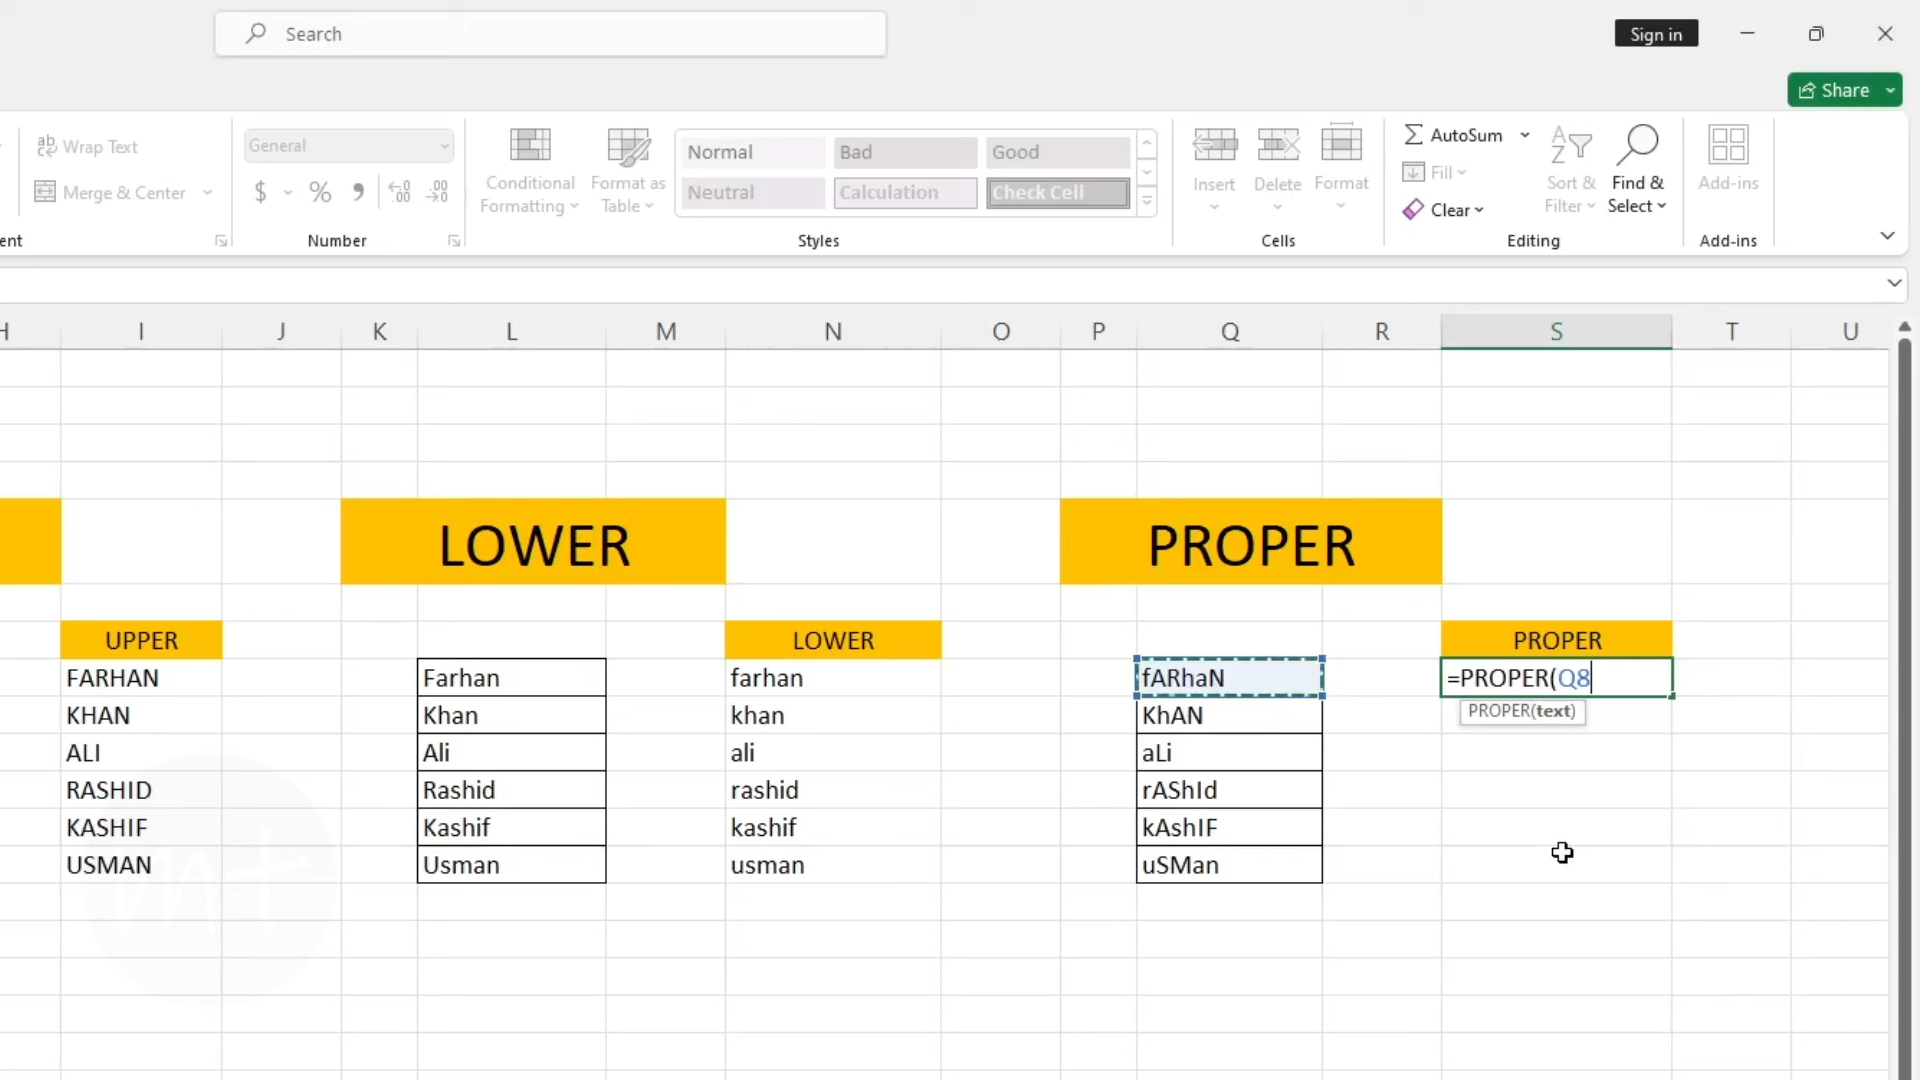 Search
Sign in
Share
Wrap Text
General
Merge & Center
$ % ,
Number
Conditional Formatting
Format as Table
Normal Bad Good
Neutral Calculation Check Cell
Styles
Insert Delete Format
Cells
AutoSum
Fill
Clear
Sort & Filter
Find & Select
Editing
Add-ins
Add-ins
ent
H I J K L M N O P Q R S T U
LOWER PROPER
UPPER LOWER PROPER
FARHAN Farhan farhan fARhaN =PROPER(Q8
PROPER(text)
KHAN Khan khan KhAN
ALI Ali ali aLi
RASHID Rashid rashid rAShId
KASHIF Kashif kashif kAshIF
USMAN Usman usman uSMan
mt